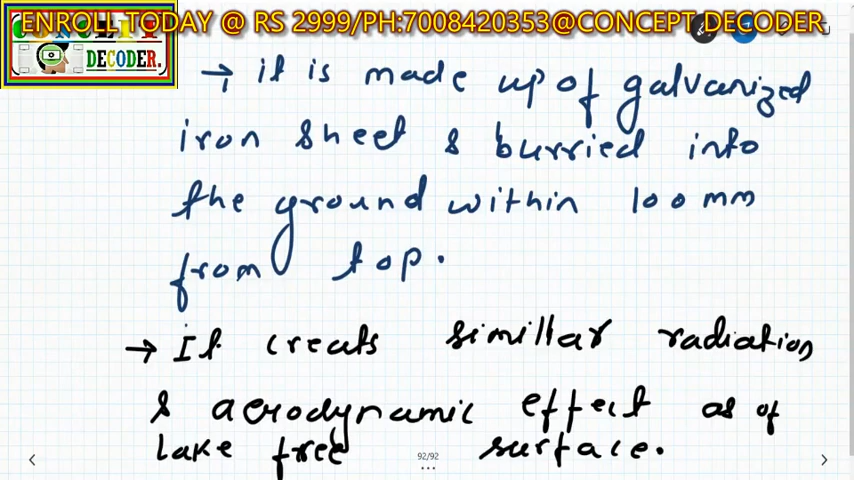 ENROLL TODAY @ RS 2999/PH:7008420353@CONCEPT DECODER
DECODER.
→ it is made up of galvanized
iron sheet & burried into
the ground within 100 mm
from top.
→ It creats simillar radiation
& aerodynamic effect as of
lake free surface.
92/92